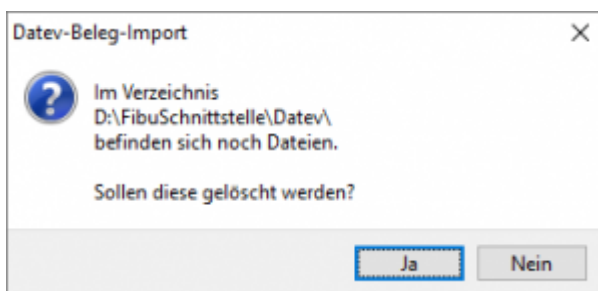 Datev-Beleg-Import
Im Verzeichnis
D:\FibuSchnittstelle\Datev\
befinden sich noch Dateien.
Sollen diese gelöscht werden?
Ja
Nein